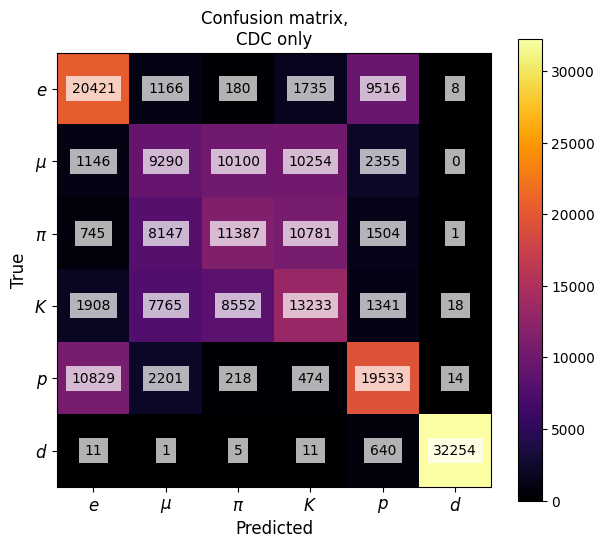 Confusion matrix,
CDC only
e 20421 1166 180 1735 9516 8
μ 1146 9290 10100 10254 2355 0
π 745 8147 11387 10781 1504 1
K 1908 7765 8552 13233 1341 18
p 10829 2201 218 474 19533 14
d 11 1 5 11 640 32254
e μ π K p d
Predicted
True
30000
25000
20000
15000
10000
5000
0